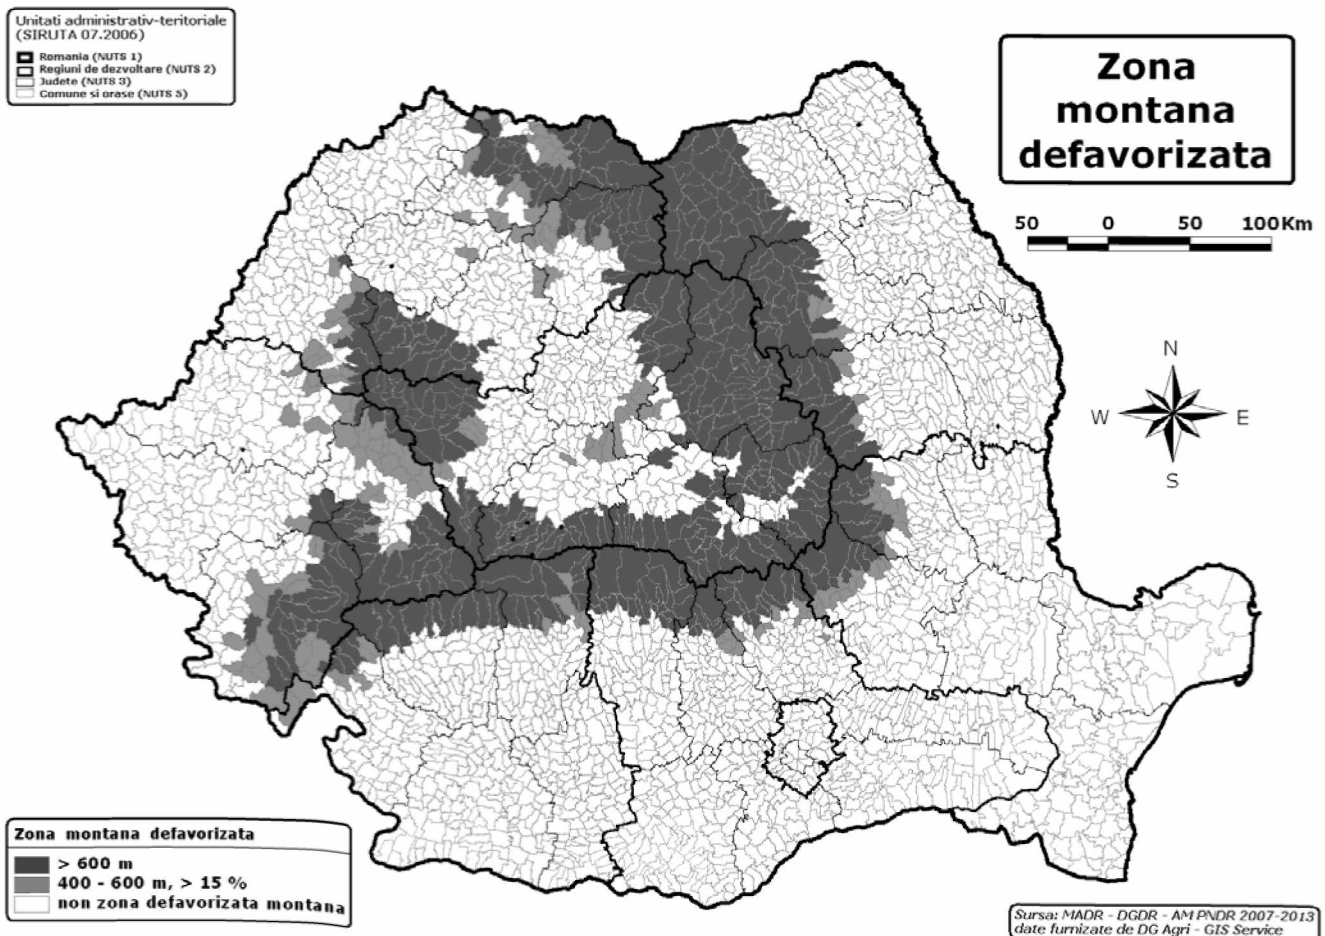 Unitati administrativ-teritoriale
(SIRUTA 07.2006)
Romania (NUTS 1)
Regiuni de dezvoltare (NUTS 2)
Judete (NUTS 3)
Comune si orase (NUTS 5)
Zona
montana
defavorizata
50 0 50 100 Km
N
W E
S
Zona montana defavorizata
> 600 m
400 - 600 m, > 15 %
non zona defavorizata montana
Sursa: MADR - DGDR - AM PNDR 2007-2013
date furnizate de DG Agri - GIS Service